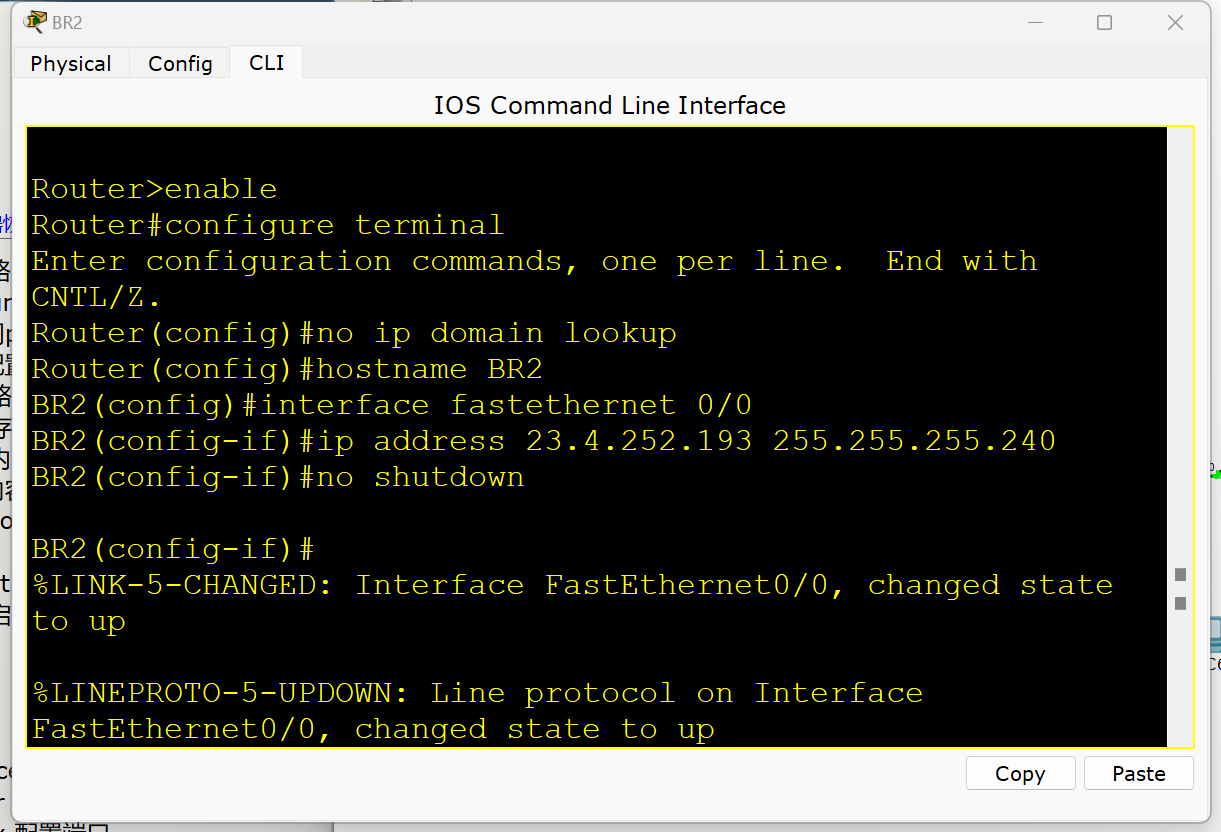 BR2
Physical Config CLI
IOS Command Line Interface
Router>enable
Router#configure terminal
Enter configuration commands, one per line.  End with
CNTL/Z.
Router(config)#no ip domain lookup
Router(config)#hostname BR2
BR2(config)#interface fastethernet 0/0
BR2(config-if)#ip address 23.4.252.193 255.255.255.240
BR2(config-if)#no shutdown
BR2(config-if)#
%LINK-5-CHANGED: Interface FastEthernet0/0, changed state
to up
%LINEPROTO-5-UPDOWN: Line protocol on Interface
FastEthernet0/0, changed state to up
Copy Paste